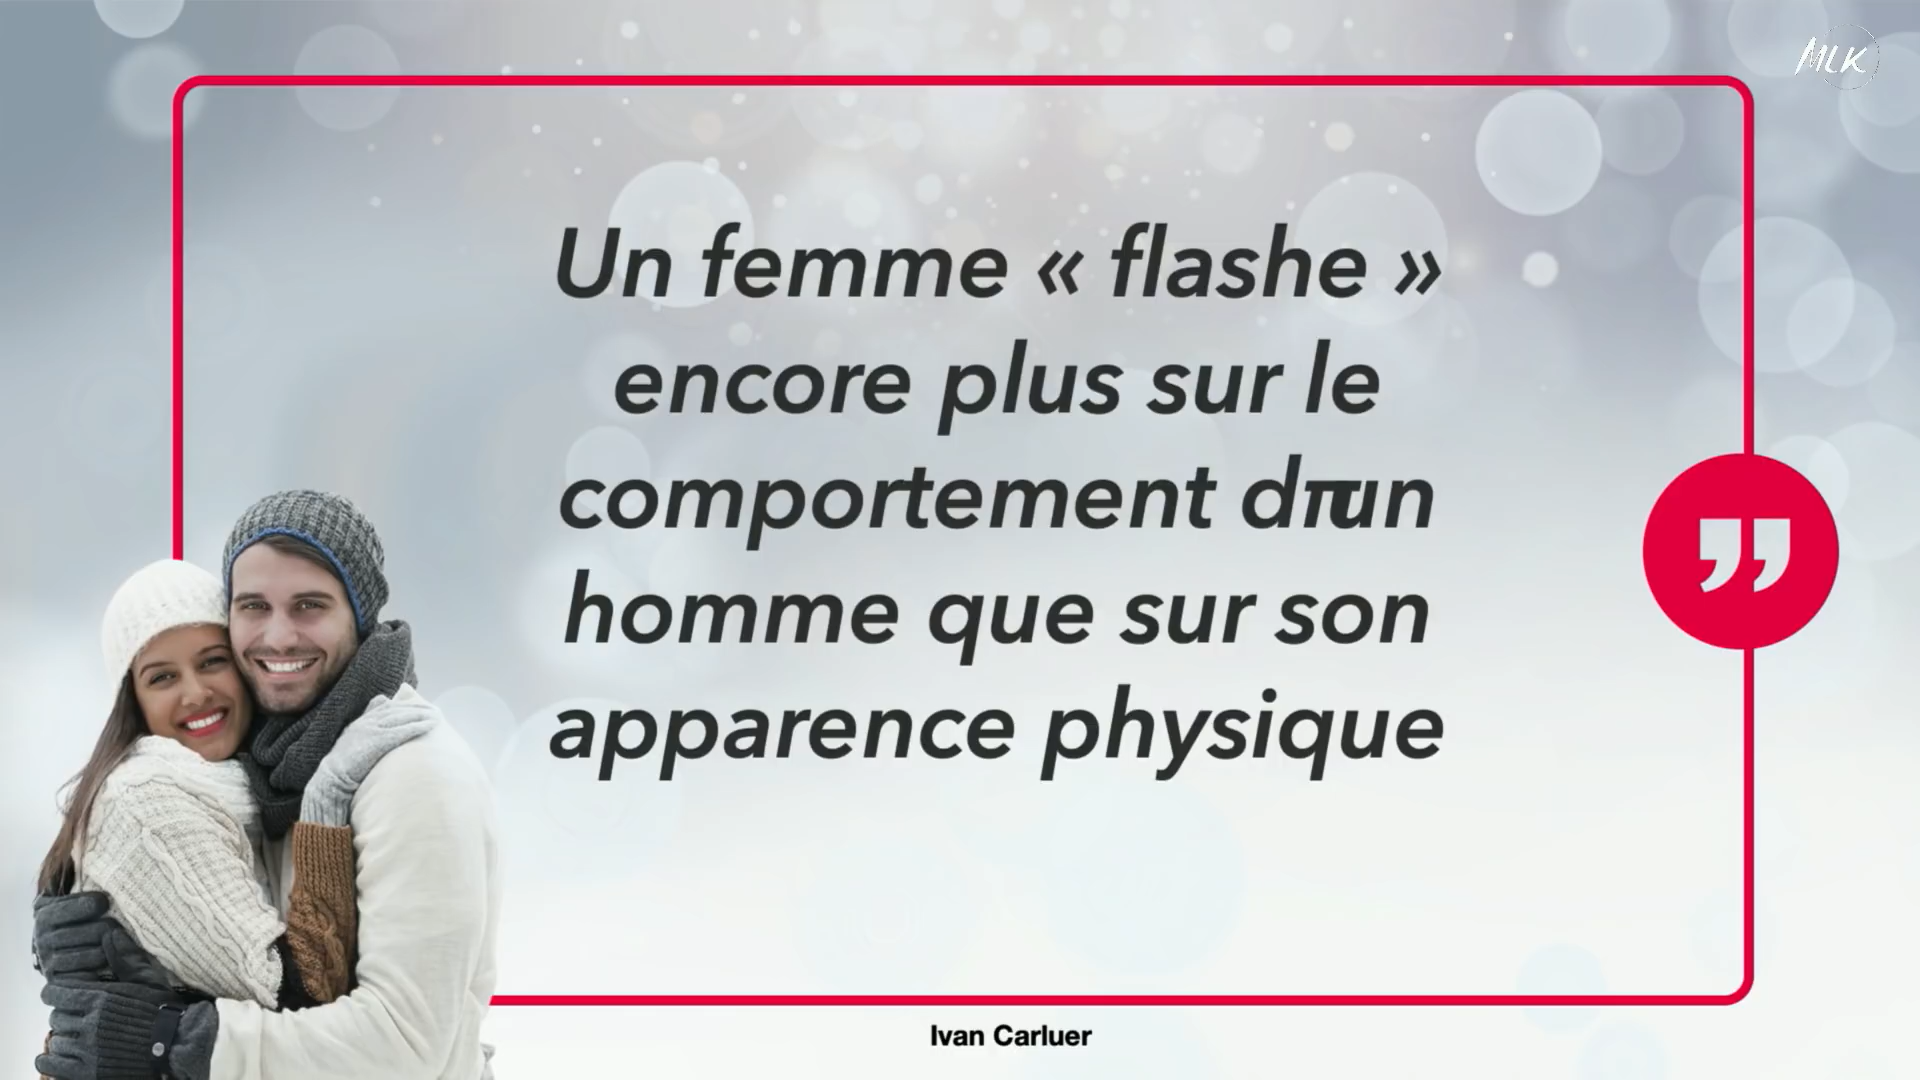 MLK
Un femme « flashe »
encore plus sur le
comportement dπun
homme que sur son
apparence physique
”
Ivan Carluer